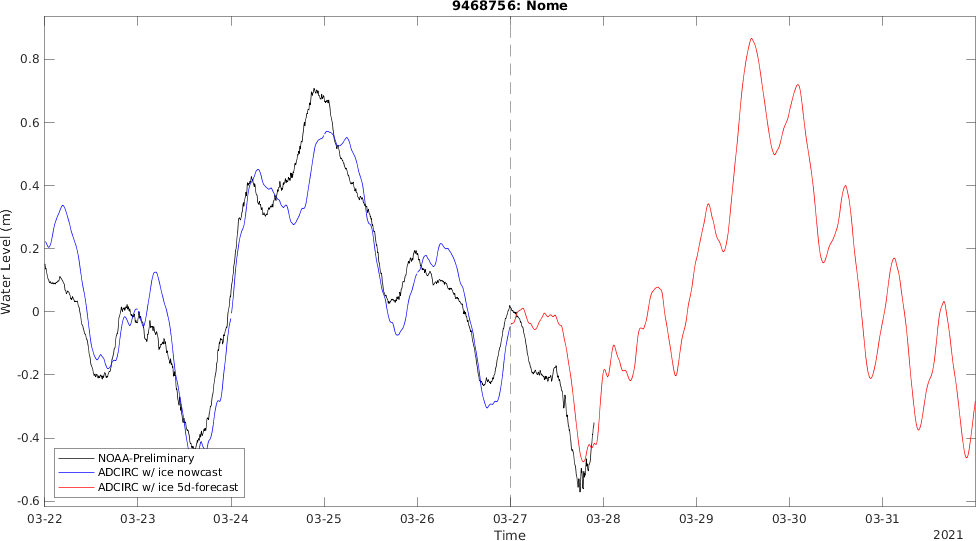 9468756: Nome
0.8
0.6
0.4
0.2
0
-0.2
-0.4
-0.6
Water Level (m)
NOAA-Preliminary
ADCIRC w/ ice nowcast
ADCIRC w/ ice 5d-forecast
03-22 03-23 03-24 03-25 03-26 03-27 03-28 03-29 03-30 03-31
Time
2021